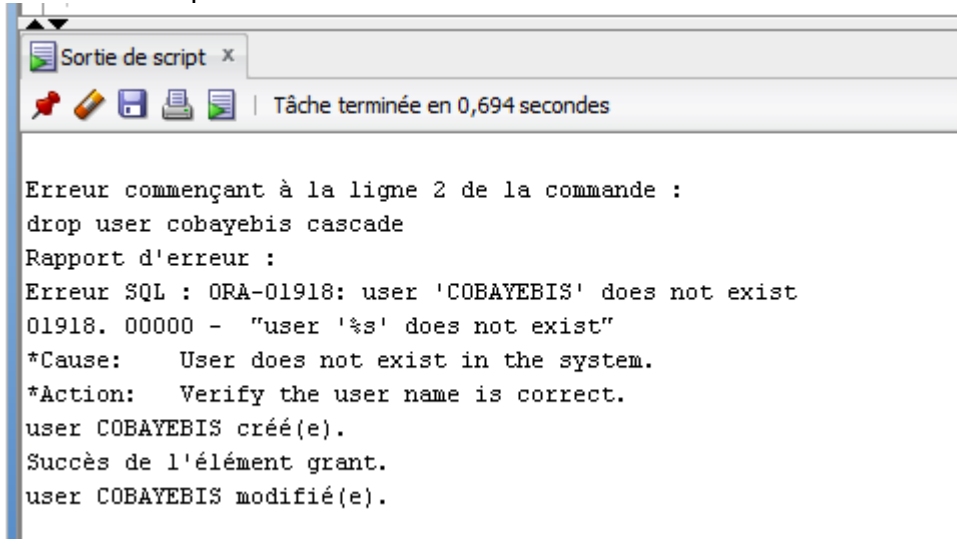 Sortie de script x
Tâche terminée en 0,694 secondes
Erreur commençant à la ligne 2 de la commande :
drop user cobayebis cascade
Rapport d'erreur :
Erreur SQL : ORA-01918: user 'COBAYEBIS' does not exist
01918. 00000 -  "user '%s' does not exist"
*Cause:    User does not exist in the system.
*Action:   Verify the user name is correct.
user COBAYEBIS créé(e).
Succès de l'élément grant.
user COBAYEBIS modifié(e).